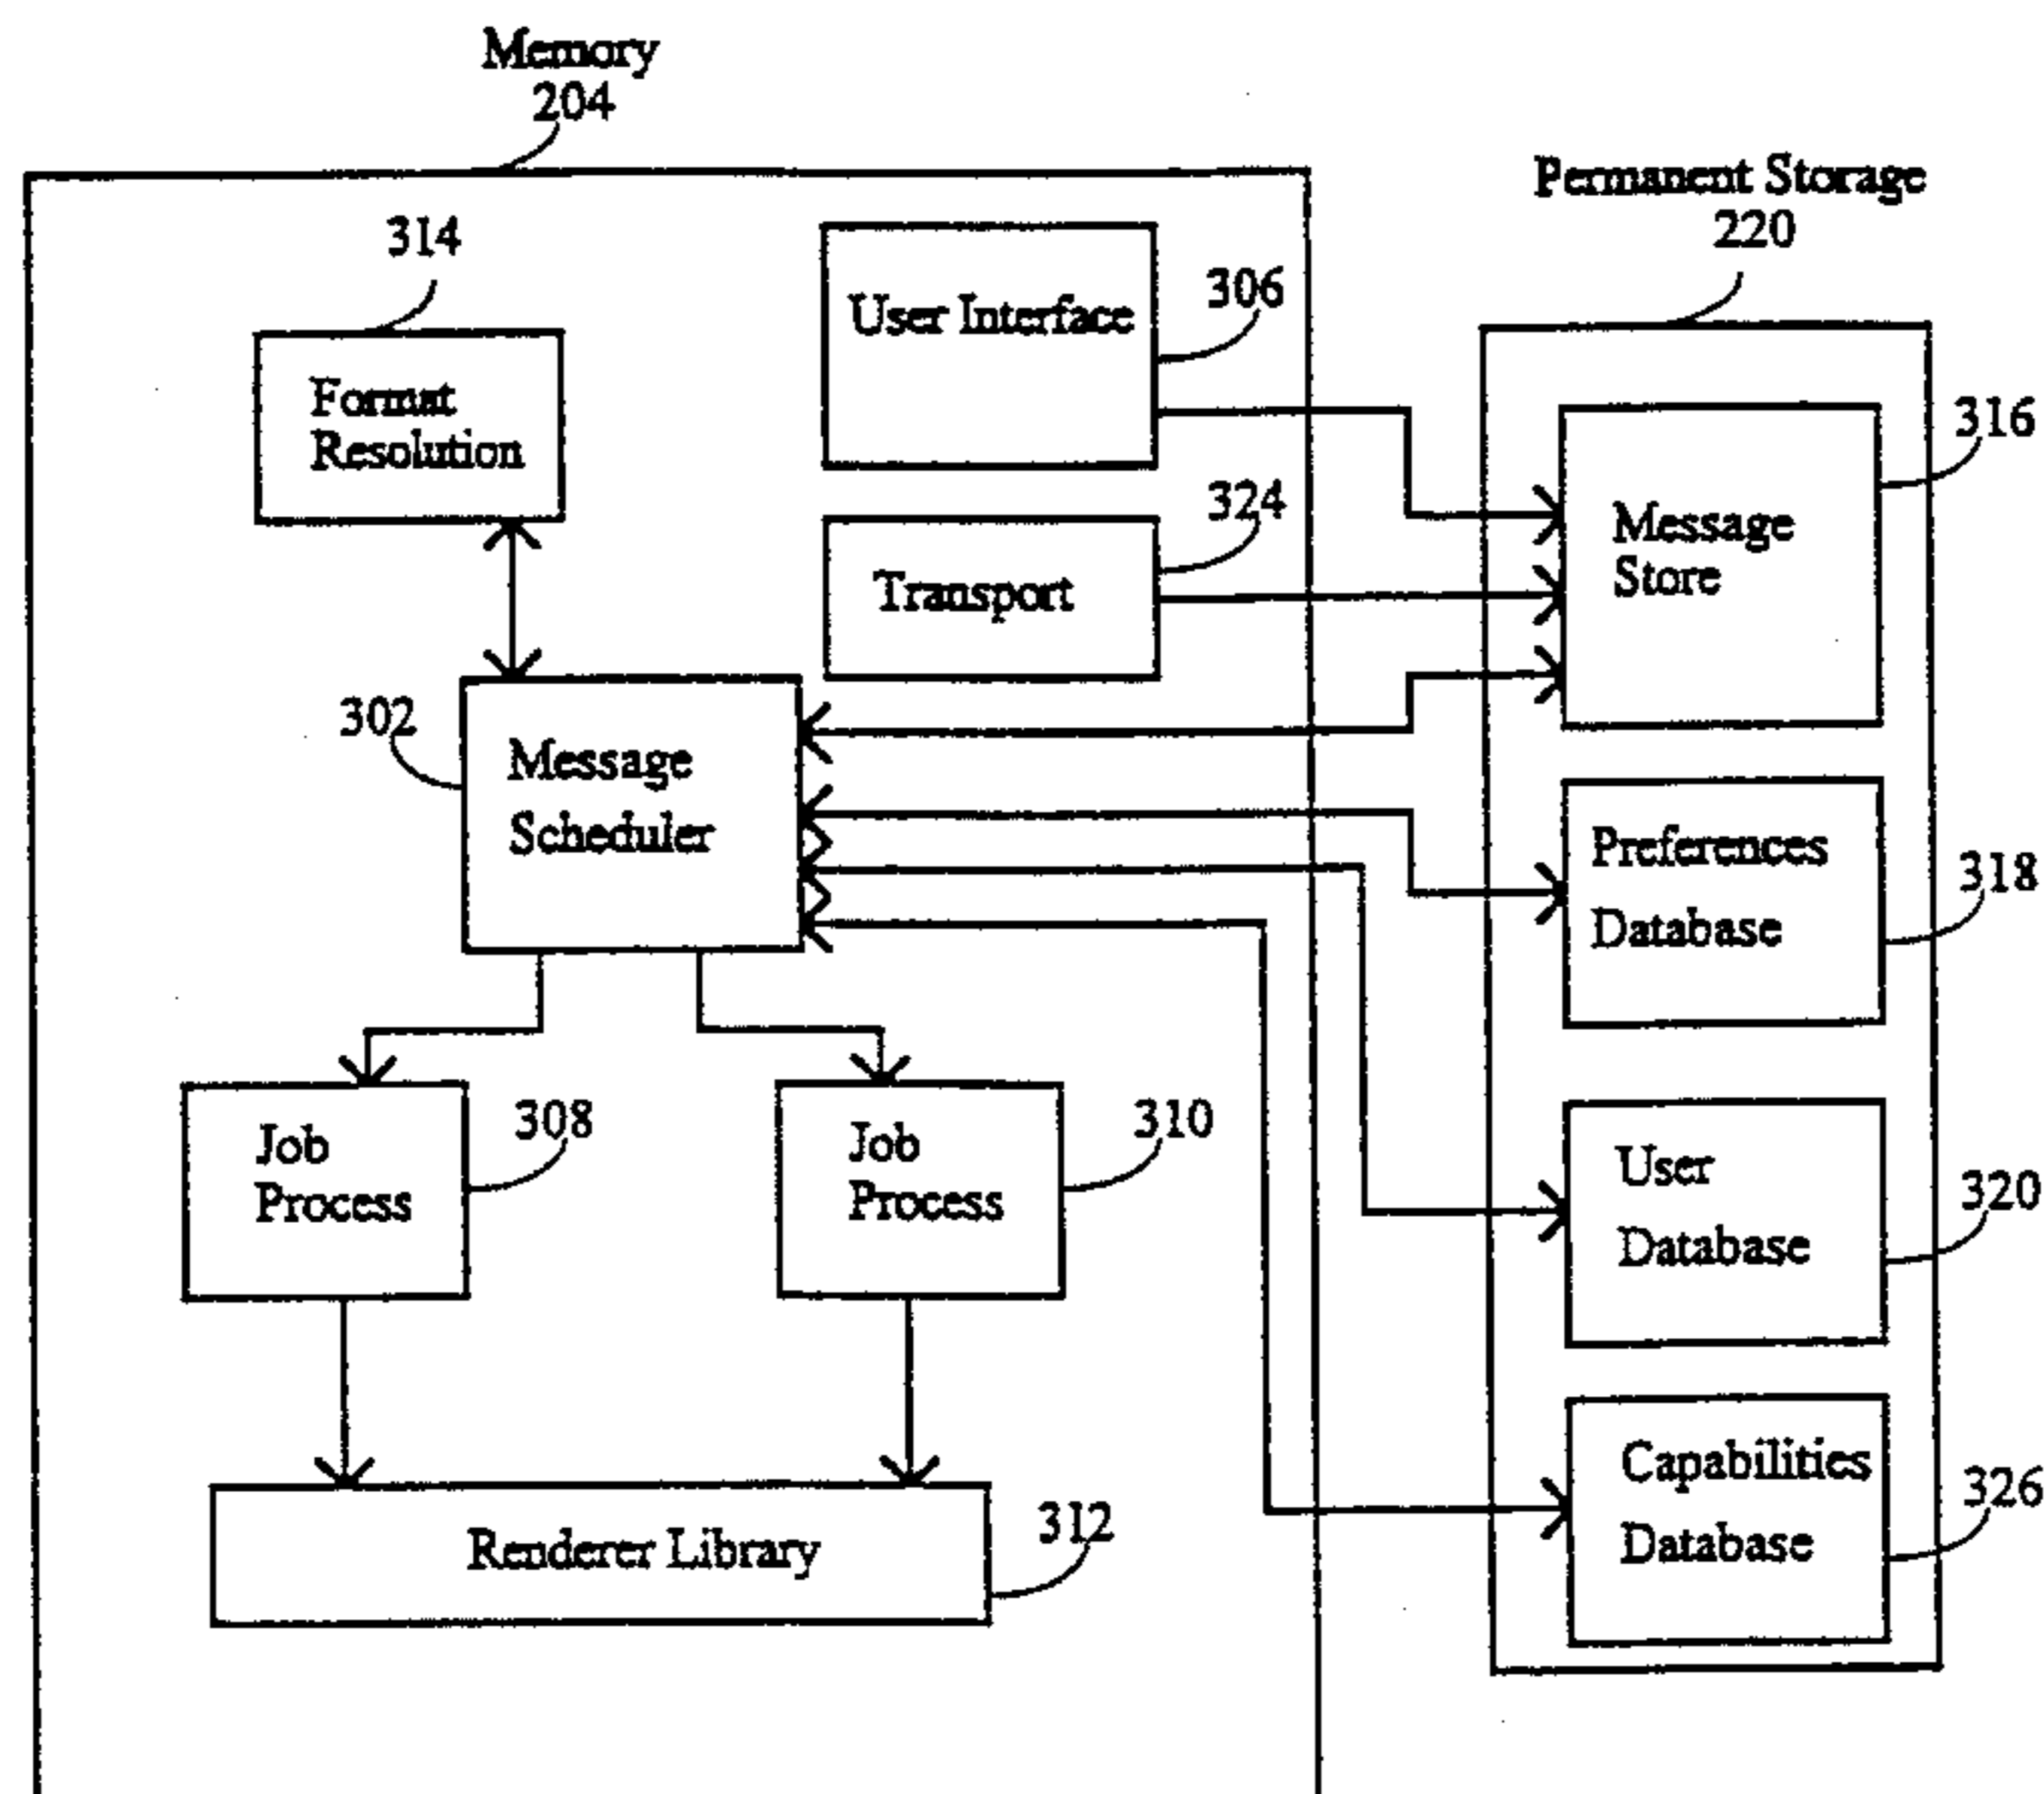 Memory
204
Permanent Storage
220
314
User Interface
306
Format
Resolution
316
324
Message
Store
Transport
302
Message
Scheduler
Preferences
Database
318
308
310
Job
Process
Job
Process
User
Database
320
Capabilities
Database
326
312
Renderer Library